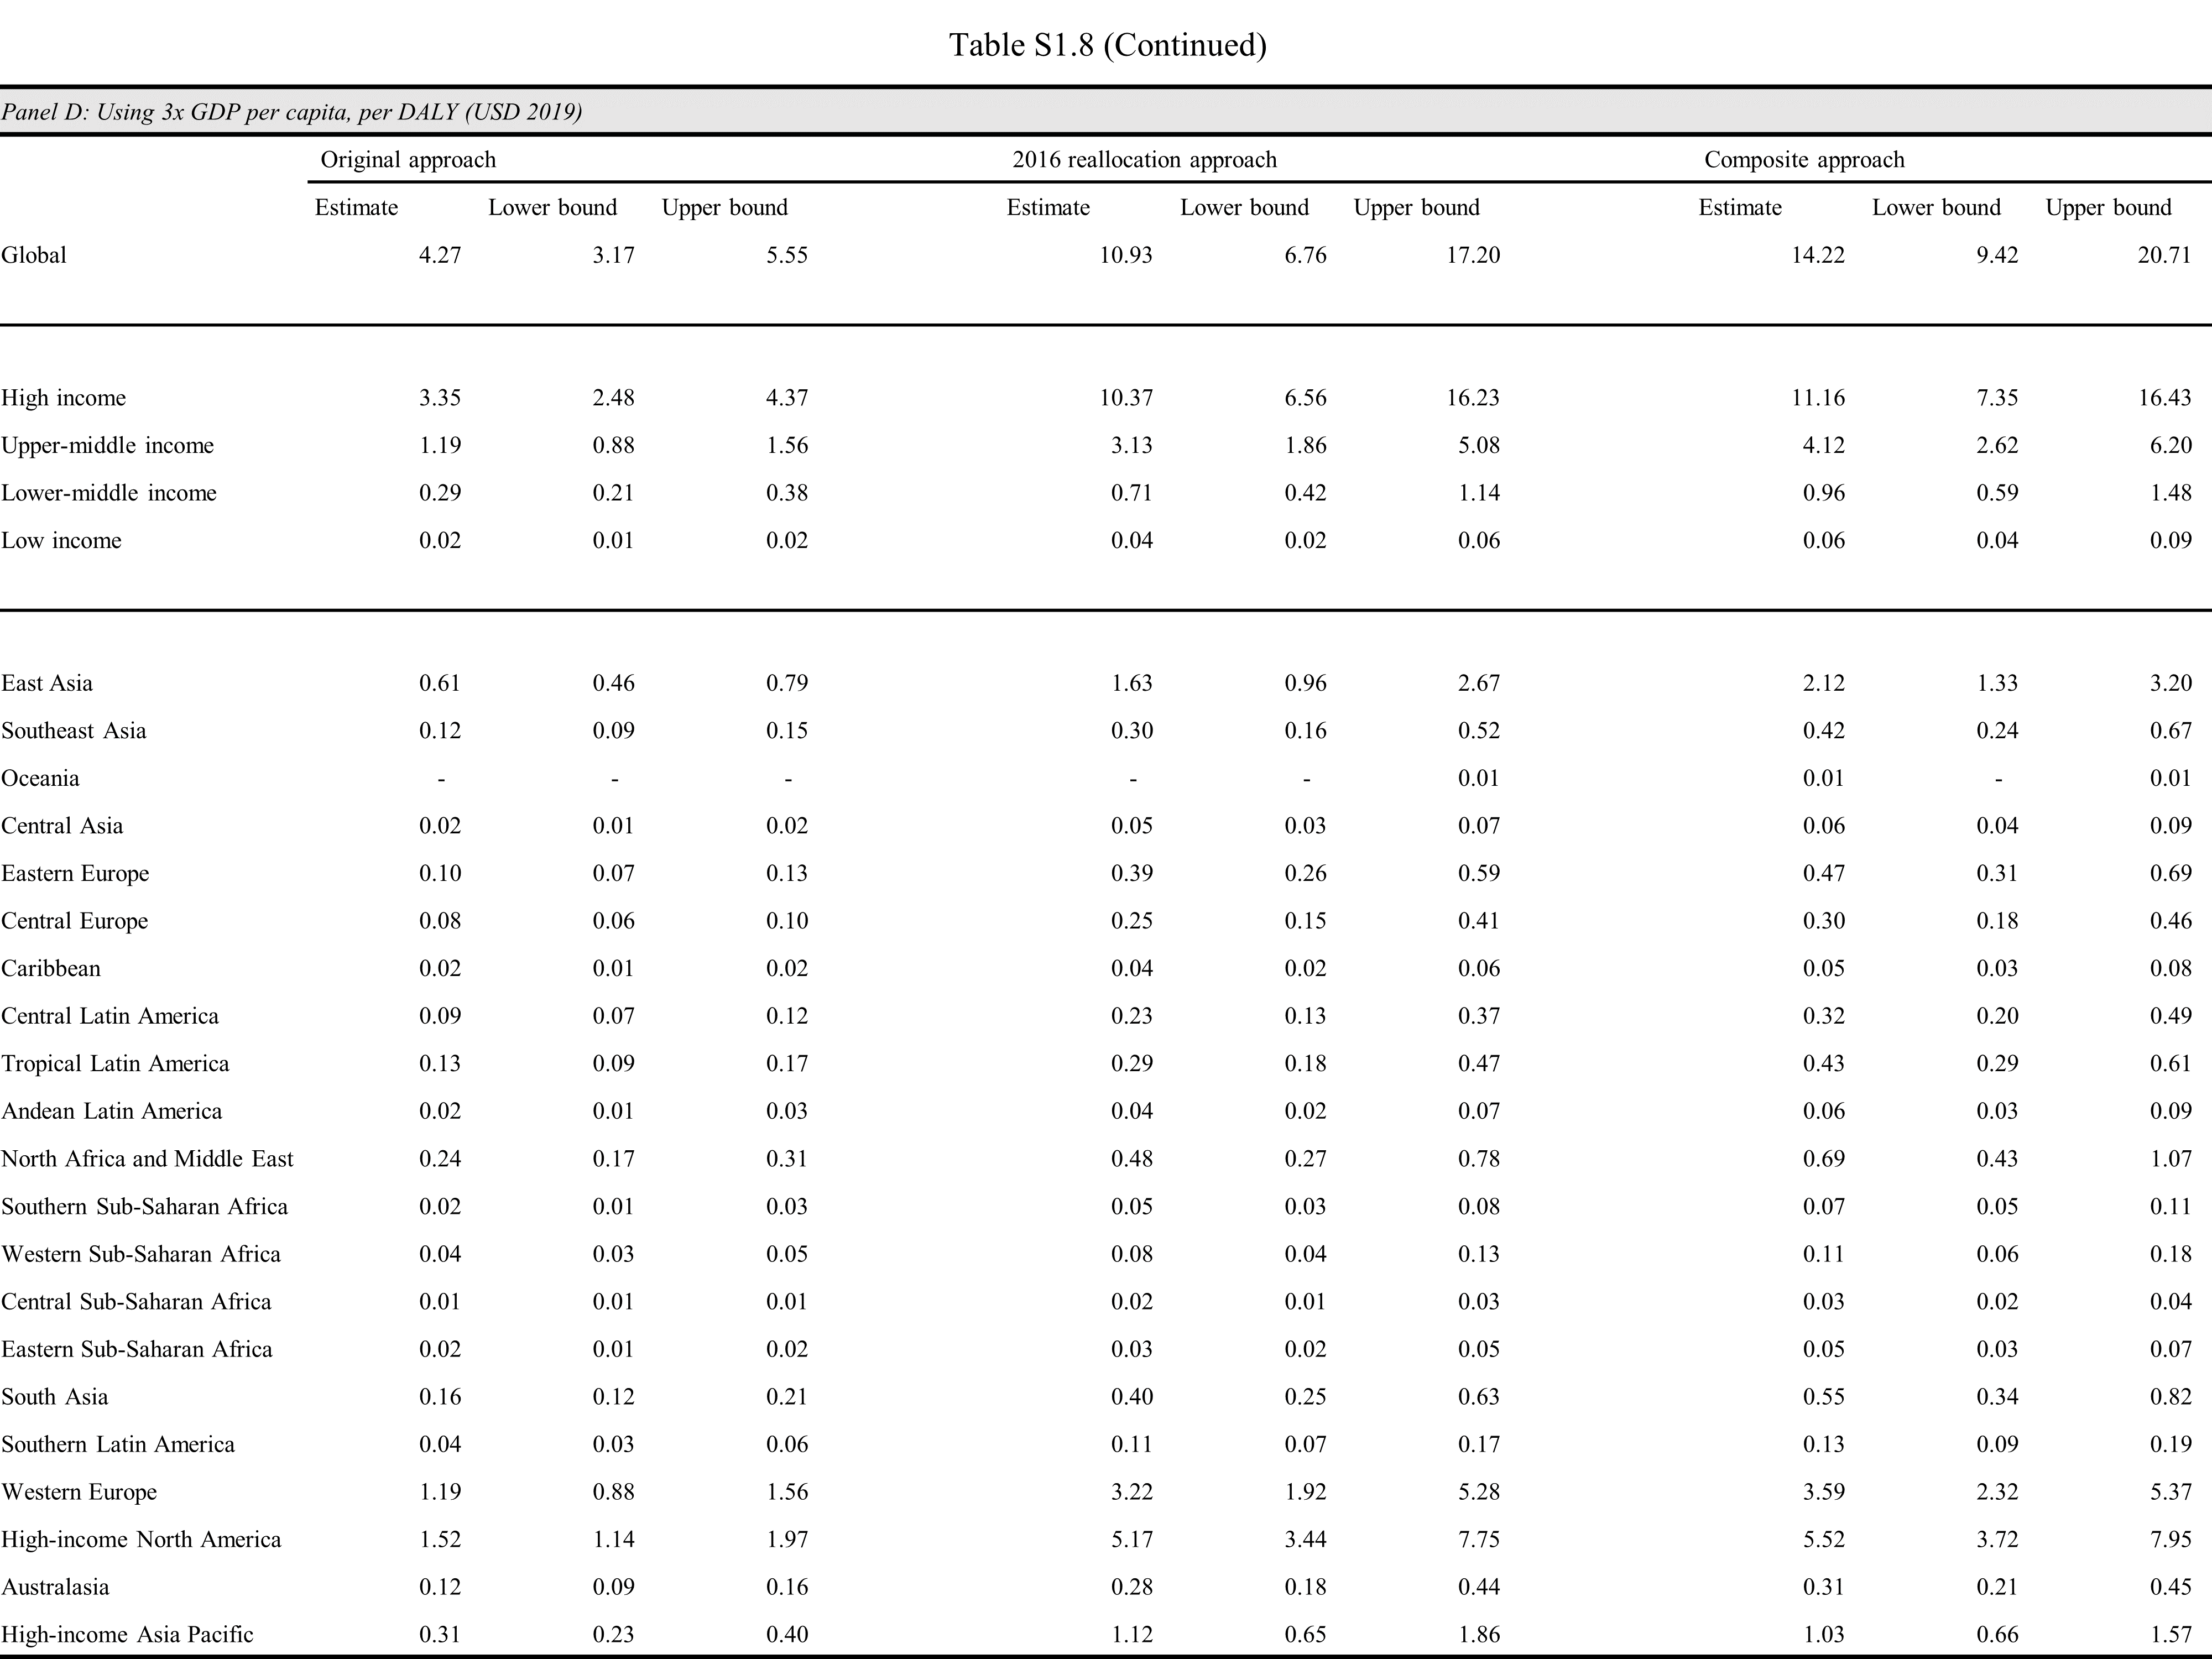 Table S1.8 (Continued)
Panel D: Using 3x GDP per capita, per DALY (USD 2019)
Original approach 2016 reallocation approach Composite approach
Estimate Lower bound Upper bound Estimate Lower bound Upper bound Estimate Lower bound Upper bound
Global 4.27 3.17 5.55 10.93 6.76 17.20 14.22 9.42 20.71
High income 3.35 2.48 4.37 10.37 6.56 16.23 11.16 7.35 16.43
Upper-middle income 1.19 0.88 1.56 3.13 1.86 5.08 4.12 2.62 6.20
Lower-middle income 0.29 0.21 0.38 0.71 0.42 1.14 0.96 0.59 1.48
Low income 0.02 0.01 0.02 0.04 0.02 0.06 0.06 0.04 0.09
East Asia 0.61 0.46 0.79 1.63 0.96 2.67 2.12 1.33 3.20
Southeast Asia 0.12 0.09 0.15 0.30 0.16 0.52 0.42 0.24 0.67
Oceania - - - - - 0.01 0.01 - 0.01
Central Asia 0.02 0.01 0.02 0.05 0.03 0.07 0.06 0.04 0.09
Eastern Europe 0.10 0.07 0.13 0.39 0.26 0.59 0.47 0.31 0.69
Central Europe 0.08 0.06 0.10 0.25 0.15 0.41 0.30 0.18 0.46
Caribbean 0.02 0.01 0.02 0.04 0.02 0.06 0.05 0.03 0.08
Central Latin America 0.09 0.07 0.12 0.23 0.13 0.37 0.32 0.20 0.49
Tropical Latin America 0.13 0.09 0.17 0.29 0.18 0.47 0.43 0.29 0.61
Andean Latin America 0.02 0.01 0.03 0.04 0.02 0.07 0.06 0.03 0.09
North Africa and Middle East 0.24 0.17 0.31 0.48 0.27 0.78 0.69 0.43 1.07
Southern Sub-Saharan Africa 0.02 0.01 0.03 0.05 0.03 0.08 0.07 0.05 0.11
Western Sub-Saharan Africa 0.04 0.03 0.05 0.08 0.04 0.13 0.11 0.06 0.18
Central Sub-Saharan Africa 0.01 0.01 0.01 0.02 0.01 0.03 0.03 0.02 0.04
Eastern Sub-Saharan Africa 0.02 0.01 0.02 0.03 0.02 0.05 0.05 0.03 0.07
South Asia 0.16 0.12 0.21 0.40 0.25 0.63 0.55 0.34 0.82
Southern Latin America 0.04 0.03 0.06 0.11 0.07 0.17 0.13 0.09 0.19
Western Europe 1.19 0.88 1.56 3.22 1.92 5.28 3.59 2.32 5.37
High-income North America 1.52 1.14 1.97 5.17 3.44 7.75 5.52 3.72 7.95
Australasia 0.12 0.09 0.16 0.28 0.18 0.44 0.31 0.21 0.45
High-income Asia Pacific 0.31 0.23 0.40 1.12 0.65 1.86 1.03 0.66 1.57